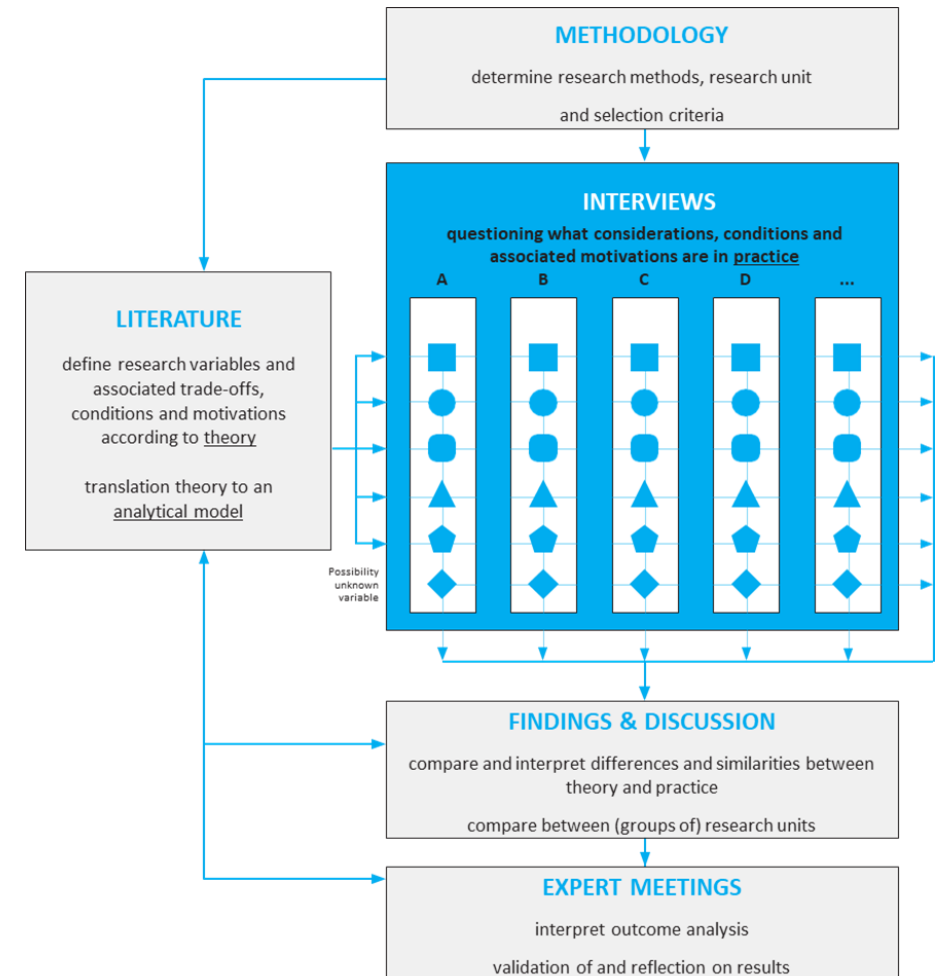 METHODOLOGY
determine research methods, research unit
and selection criteria
INTERVIEWS
questioning what considerations, conditions and
associated motivations are in practice
A B C D ...
LITERATURE
define research variables and
associated trade-offs,
conditions and motivations
according to theory
translation theory to an
analytical model
Possibility
unknown
variable
FINDINGS & DISCUSSION
compare and interpret differences and similarities between
theory and practice
compare between (groups of) research units
EXPERT MEETINGS
interpret outcome analysis
validation of and reflection on results